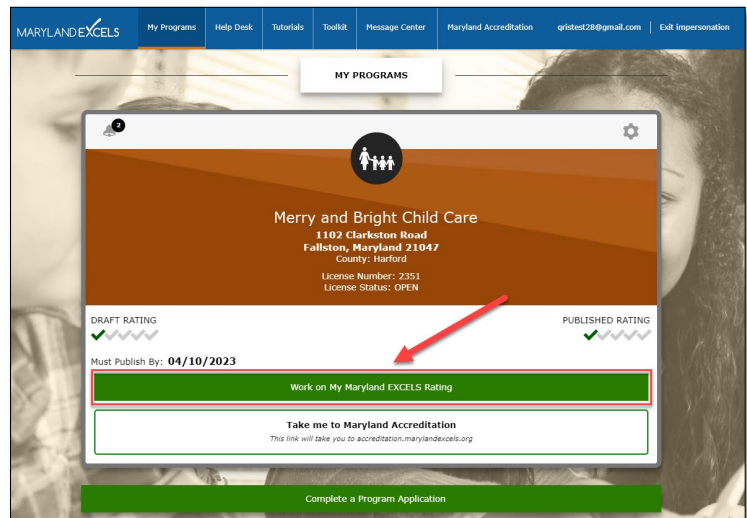 MARYLAND EXCELS
My Programs
Help Desk
Tutorials
Toolkit
Message Center
Maryland Accreditation
qristest28@gmail.com
Exit impersonation
MY PROGRAMS
2
Merry and Bright Child Care
1102 Clarkston Road
Fallston, Maryland 21047
County: Harford
License Number: 2351
License Status: OPEN
DRAFT RATING
PUBLISHED RATING
Must Publish By: 04/10/2023
Work on My Maryland EXCELS Rating
Take me to Maryland Accreditation
This link will take you to accreditation.marylandexcels.org
Complete a Program Application